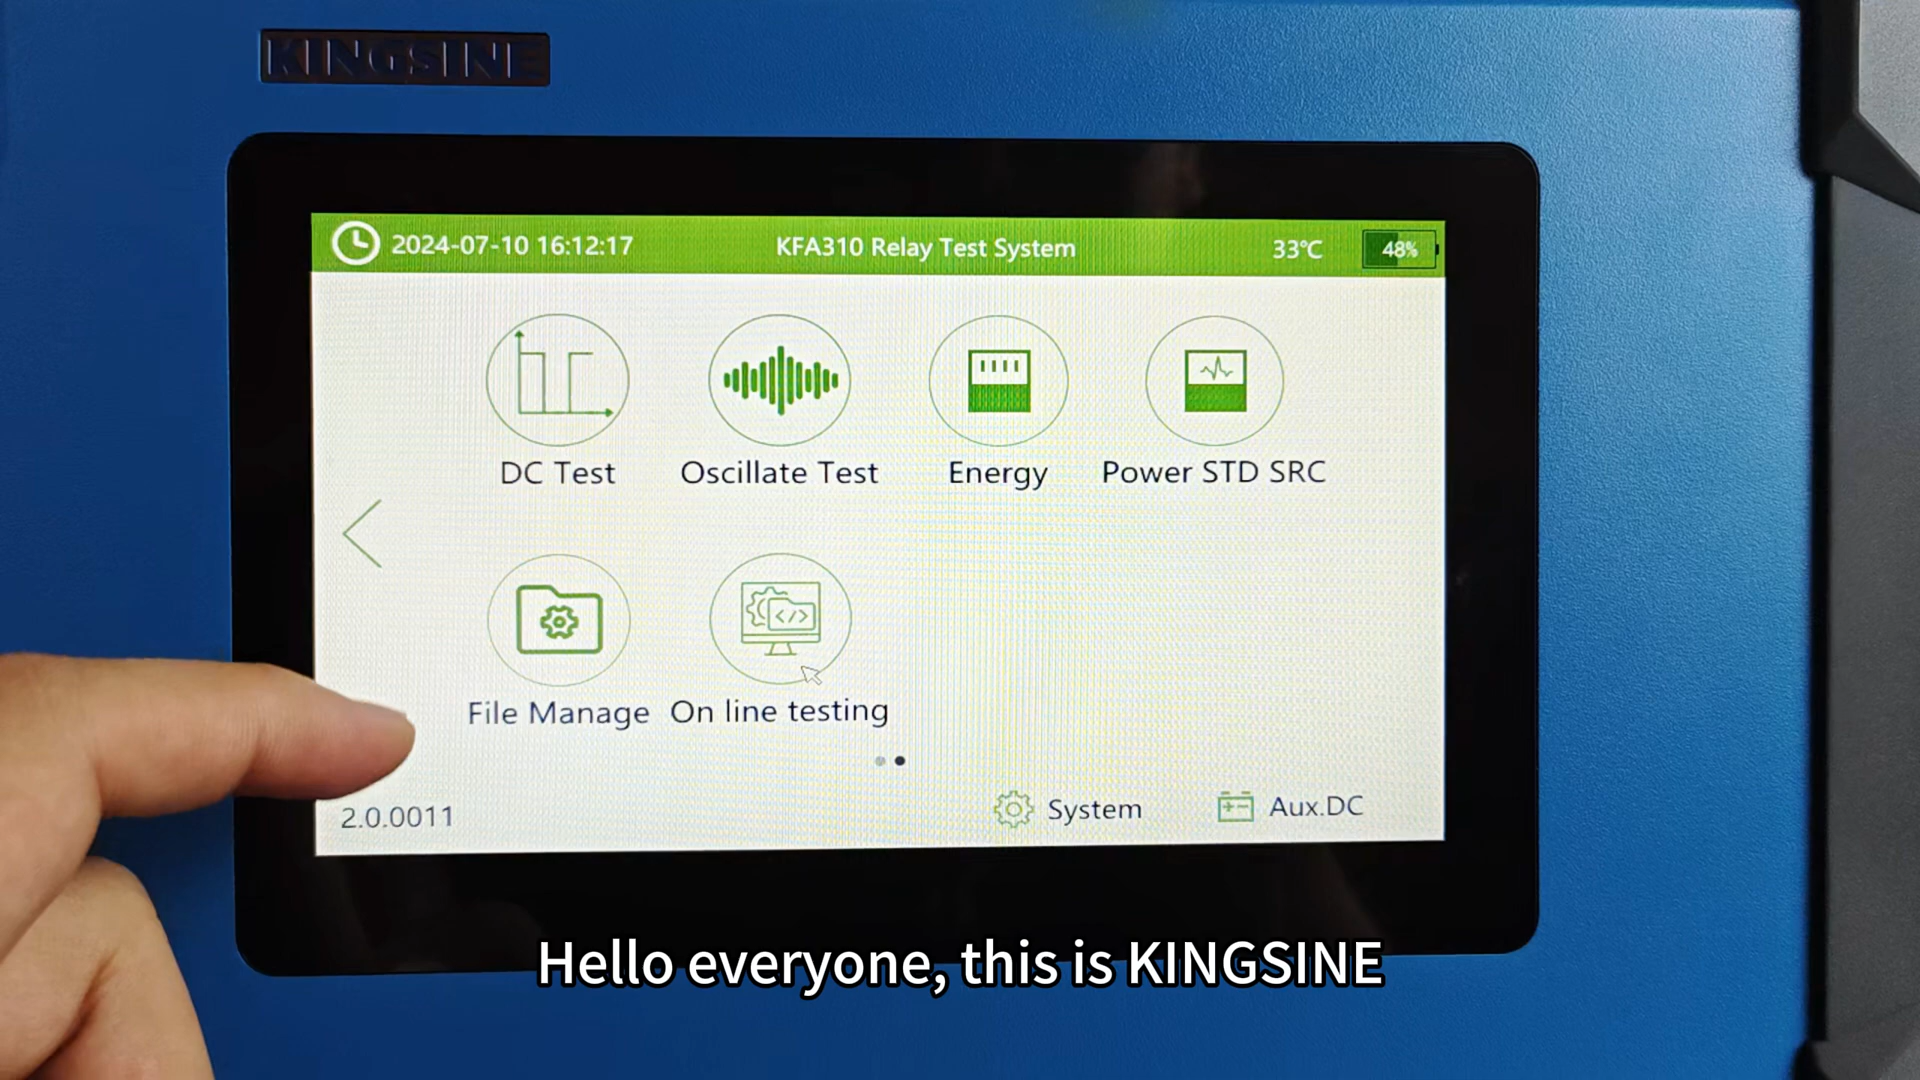 KINGSINE
2024-07-10 16:12:17
KFA310 Relay Test System
33℃
48%
DC Test
Oscillate Test
Energy
Power STD SRC
File Manage
On line testing
2.0.0011
System
Aux.DC
Hello everyone, this is KINGSINE